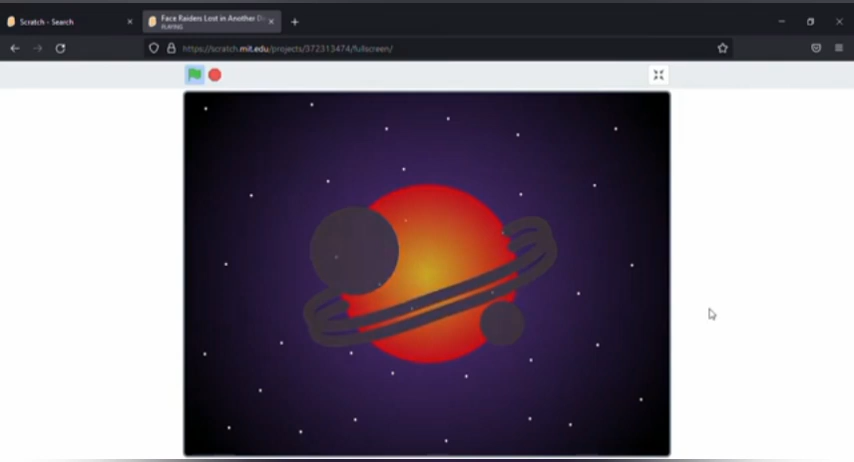 Scratch - Search
Face Raiders Lost in Another
PLAYING
https://scratch.mit.edu/projects/372313474/fullscreen/